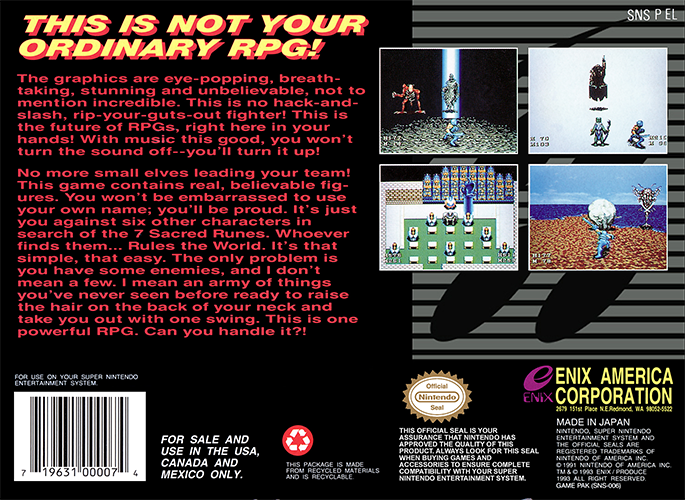 SNS P EL
THIS IS NOT YOUR
ORDINARY RPG!
The graphics are eye-popping, breath-
taking, stunning and unbelievable, not to
mention incredible. This is no hack-and-
slash, rip-your-guts-out fighter! This is
the future of RPGs, right here in your
hands! With music this good, you won't
turn the sound off--you'll turn it up!
No more small elves leading your team!
This game contains real, believable fig-
ures. You won't be embarrassed to use
your own name; you'll be proud. It's just
you against six other characters in
search of the 7 Sacred Runes. Whoever
finds them... Rules the World. It's that
simple, that easy. The only problem is
you have some enemies, and I don't
mean a few. I mean an army of things
you've never seen before ready to raise
the hair on the back of your neck and
take you out with one swing. This is one
powerful RPG. Can you handle it?!
FOR USE ON YOUR SUPER NINTENDO
ENTERTAINMENT SYSTEM.
7 19631 00007 4
FOR SALE AND
USE IN THE USA,
CANADA AND
MEXICO ONLY.
THIS PACKAGE IS MADE
FROM RECYCLED MATERIALS
AND IS RECYCLABLE.
Official
Nintendo
Seal
THIS OFFICIAL SEAL IS YOUR
ASSURANCE THAT NINTENDO HAS
APPROVED THE QUALITY OF THIS
PRODUCT. ALWAYS LOOK FOR THIS SEAL
WHEN BUYING GAMES AND
ACCESSORIES TO ENSURE COMPLETE
COMPATIBILITY WITH YOUR SUPER
NINTENDO ENTERTAINMENT SYSTEM.
ENIX
ENIX AMERICA
CORPORATION
2679 151st Place N.E.Redmond, WA 98052-5522
MADE IN JAPAN
NINTENDO, SUPER NINTENDO
ENTERTAINMENT SYSTEM AND
THE OFFICIAL SEALS ARE
REGISTERED TRADEMARKS OF
NINTENDO OF AMERICA INC.
© 1991 NINTENDO OF AMERICA INC.
TM & © 1993 ENIX / PRODUCE
1993 ALL RIGHT RESERVED.
GAME PAK (SNS-06)